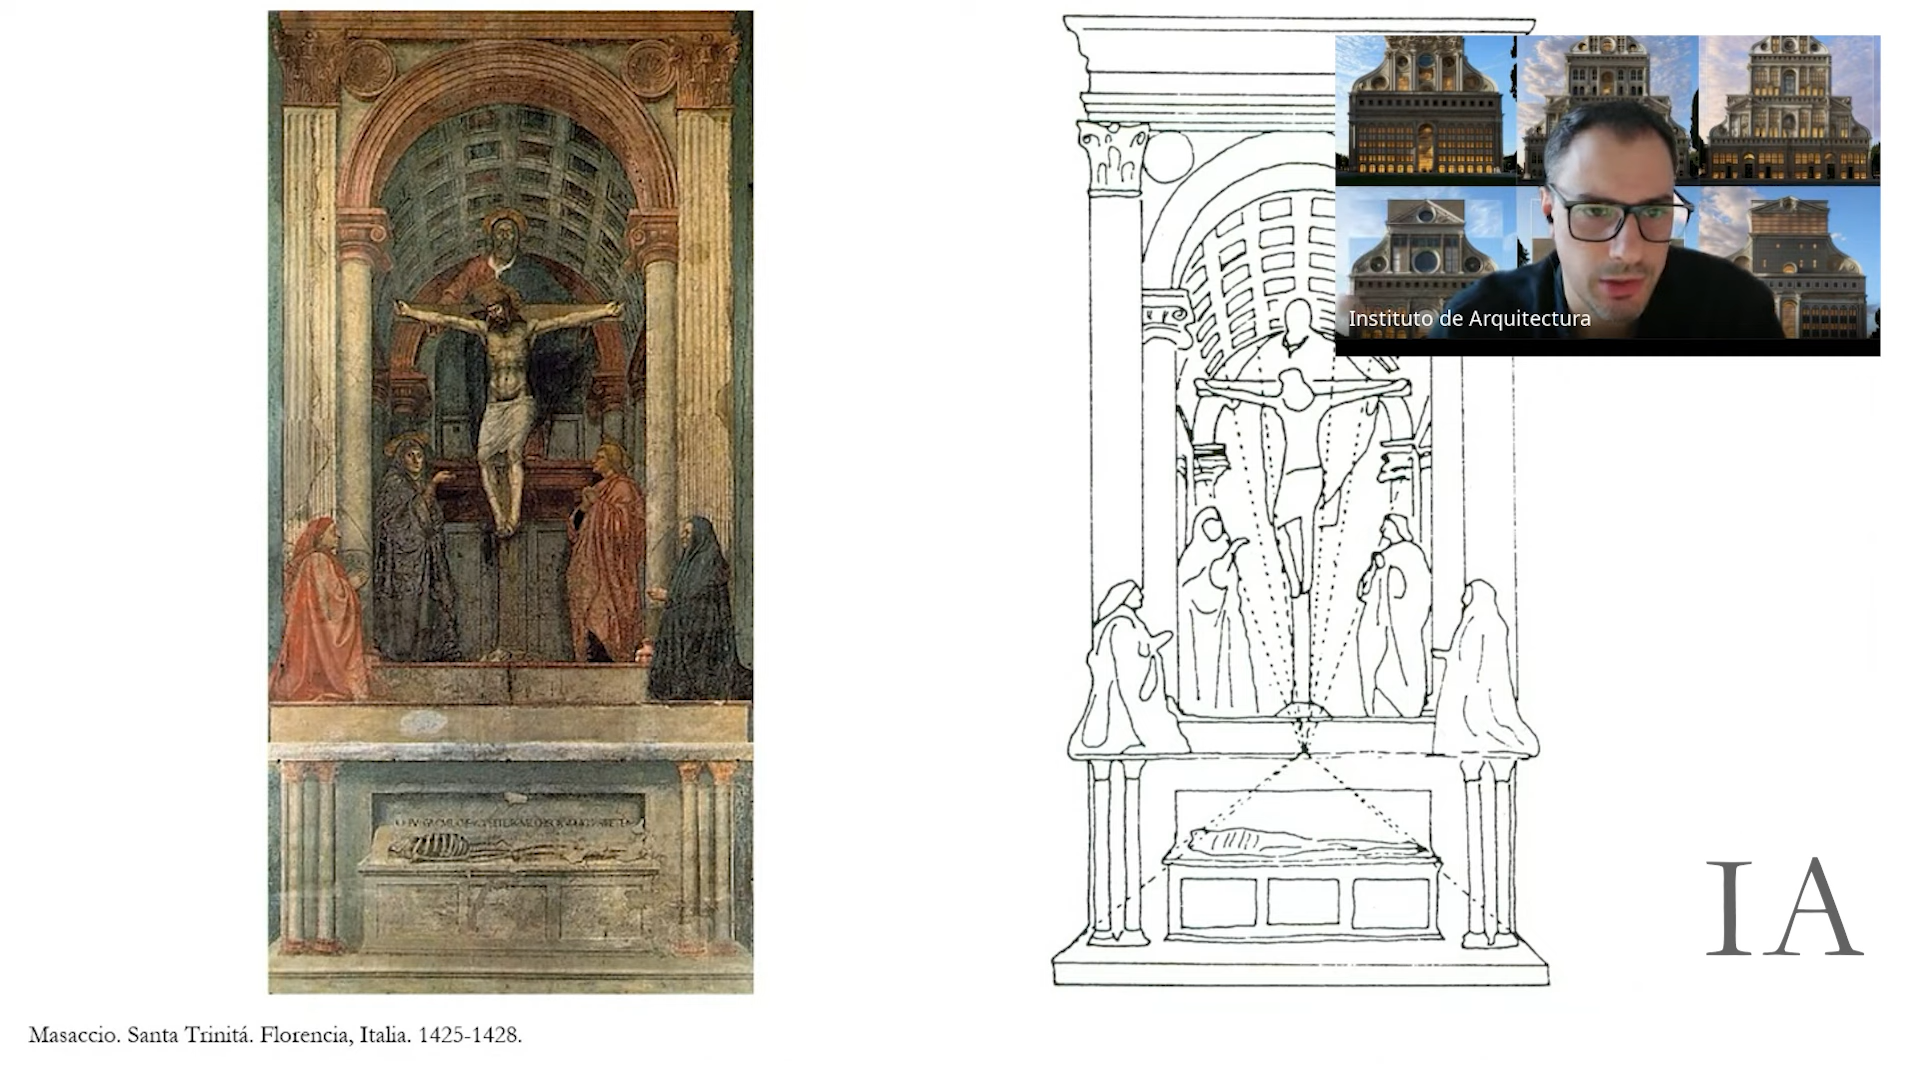 Instituto de Arquitectura
IA
Masaccio. Santa Trinitá. Florencia, Italia. 1425-1428.